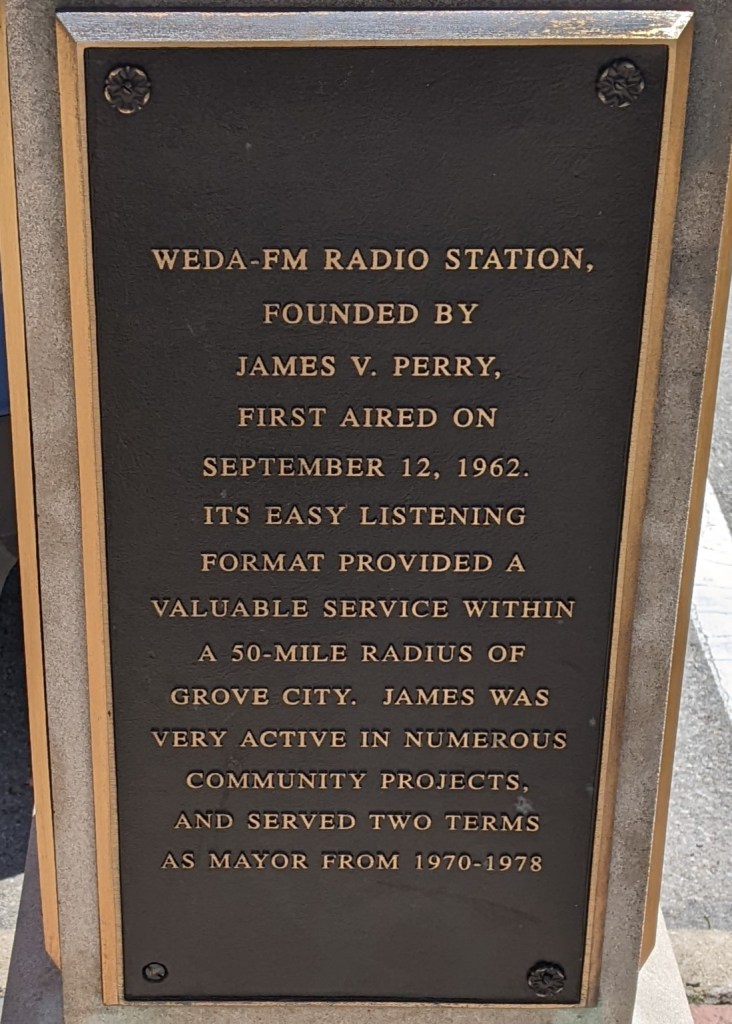 WEDA-FM RADIO STATION,
FOUNDED BY
JAMES V. PERRY,
FIRST AIRED ON
SEPTEMBER 12, 1962.
ITS EASY LISTENING
FORMAT PROVIDED A
VALUABLE SERVICE WITHIN
A 50-MILE RADIUS OF
GROVE CITY. JAMES WAS
VERY ACTIVE IN NUMEROUS
COMMUNITY PROJECTS,
AND SERVED TWO TERMS
AS MAYOR FROM 1970-1978